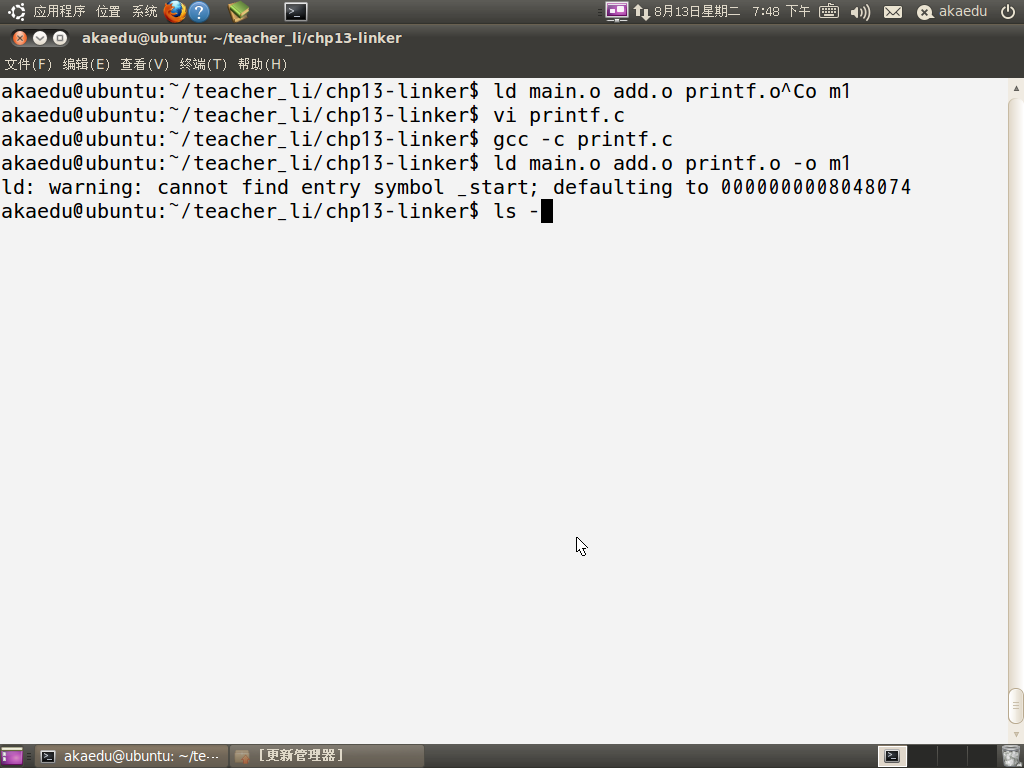 应用程序 位置 系统 8月13日星期二 7:48 下午 akaedu
akaedu@ubuntu: ~/teacher_li/chp13-linker
文件(F) 编辑(E) 查看(V) 终端(T) 帮助(H)
akaedu@ubuntu:~/teacher_li/chp13-linker$ ld main.o add.o printf.o^Co m1
akaedu@ubuntu:~/teacher_li/chp13-linker$ vi printf.c
akaedu@ubuntu:~/teacher_li/chp13-linker$ gcc -c printf.c
akaedu@ubuntu:~/teacher_li/chp13-linker$ ld main.o add.o printf.o -o m1
ld: warning: cannot find entry symbol _start; defaulting to 0000000008048074
akaedu@ubuntu:~/teacher_li/chp13-linker$ ls -
akaedu@ubuntu: ~/te··· [更新管理器]